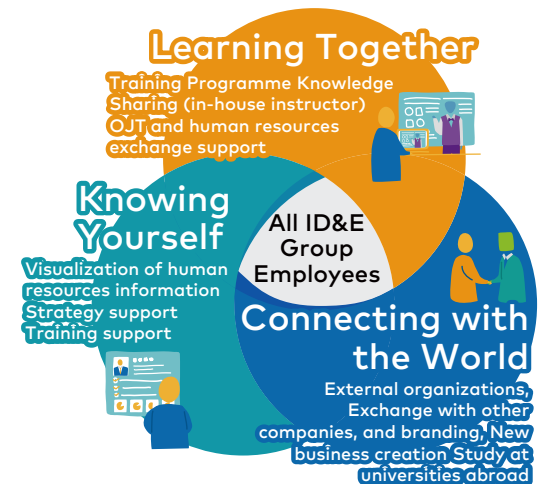 Learning Together
Training Programme Knowledge
Sharing (in-house instructor)
OJT and human resources
exchange support
Knowing
Yourself
Visualization of human
resources information
Strategy support
Training support
All ID&E
Group
Employees
Connecting with
the World
External organizations,
Exchange with other
companies, and branding, New
business creation Study at
universities abroad